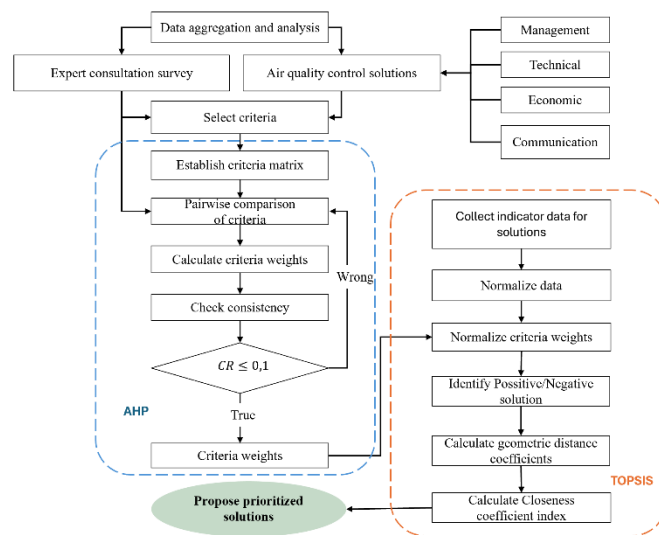 Data aggregation and analysis
Management
Expert consultation survey
Air quality control solutions
Technical
Economic
Select criteria
Communication
Establish criteria matrix
Pairwise comparison
of criteria
Calculate criteria weights
Wrong
Check consistency
CR ≤ 0,1
True
AHP
Criteria weights
Collect indicator data for
solutions
Normalize data
Normalize criteria weights
Identify Possitive/Negative
solution
Calculate geometric distance
coefficients
TOPSIS
Calculate Closeness
coefficient index
Propose prioritized
solutions